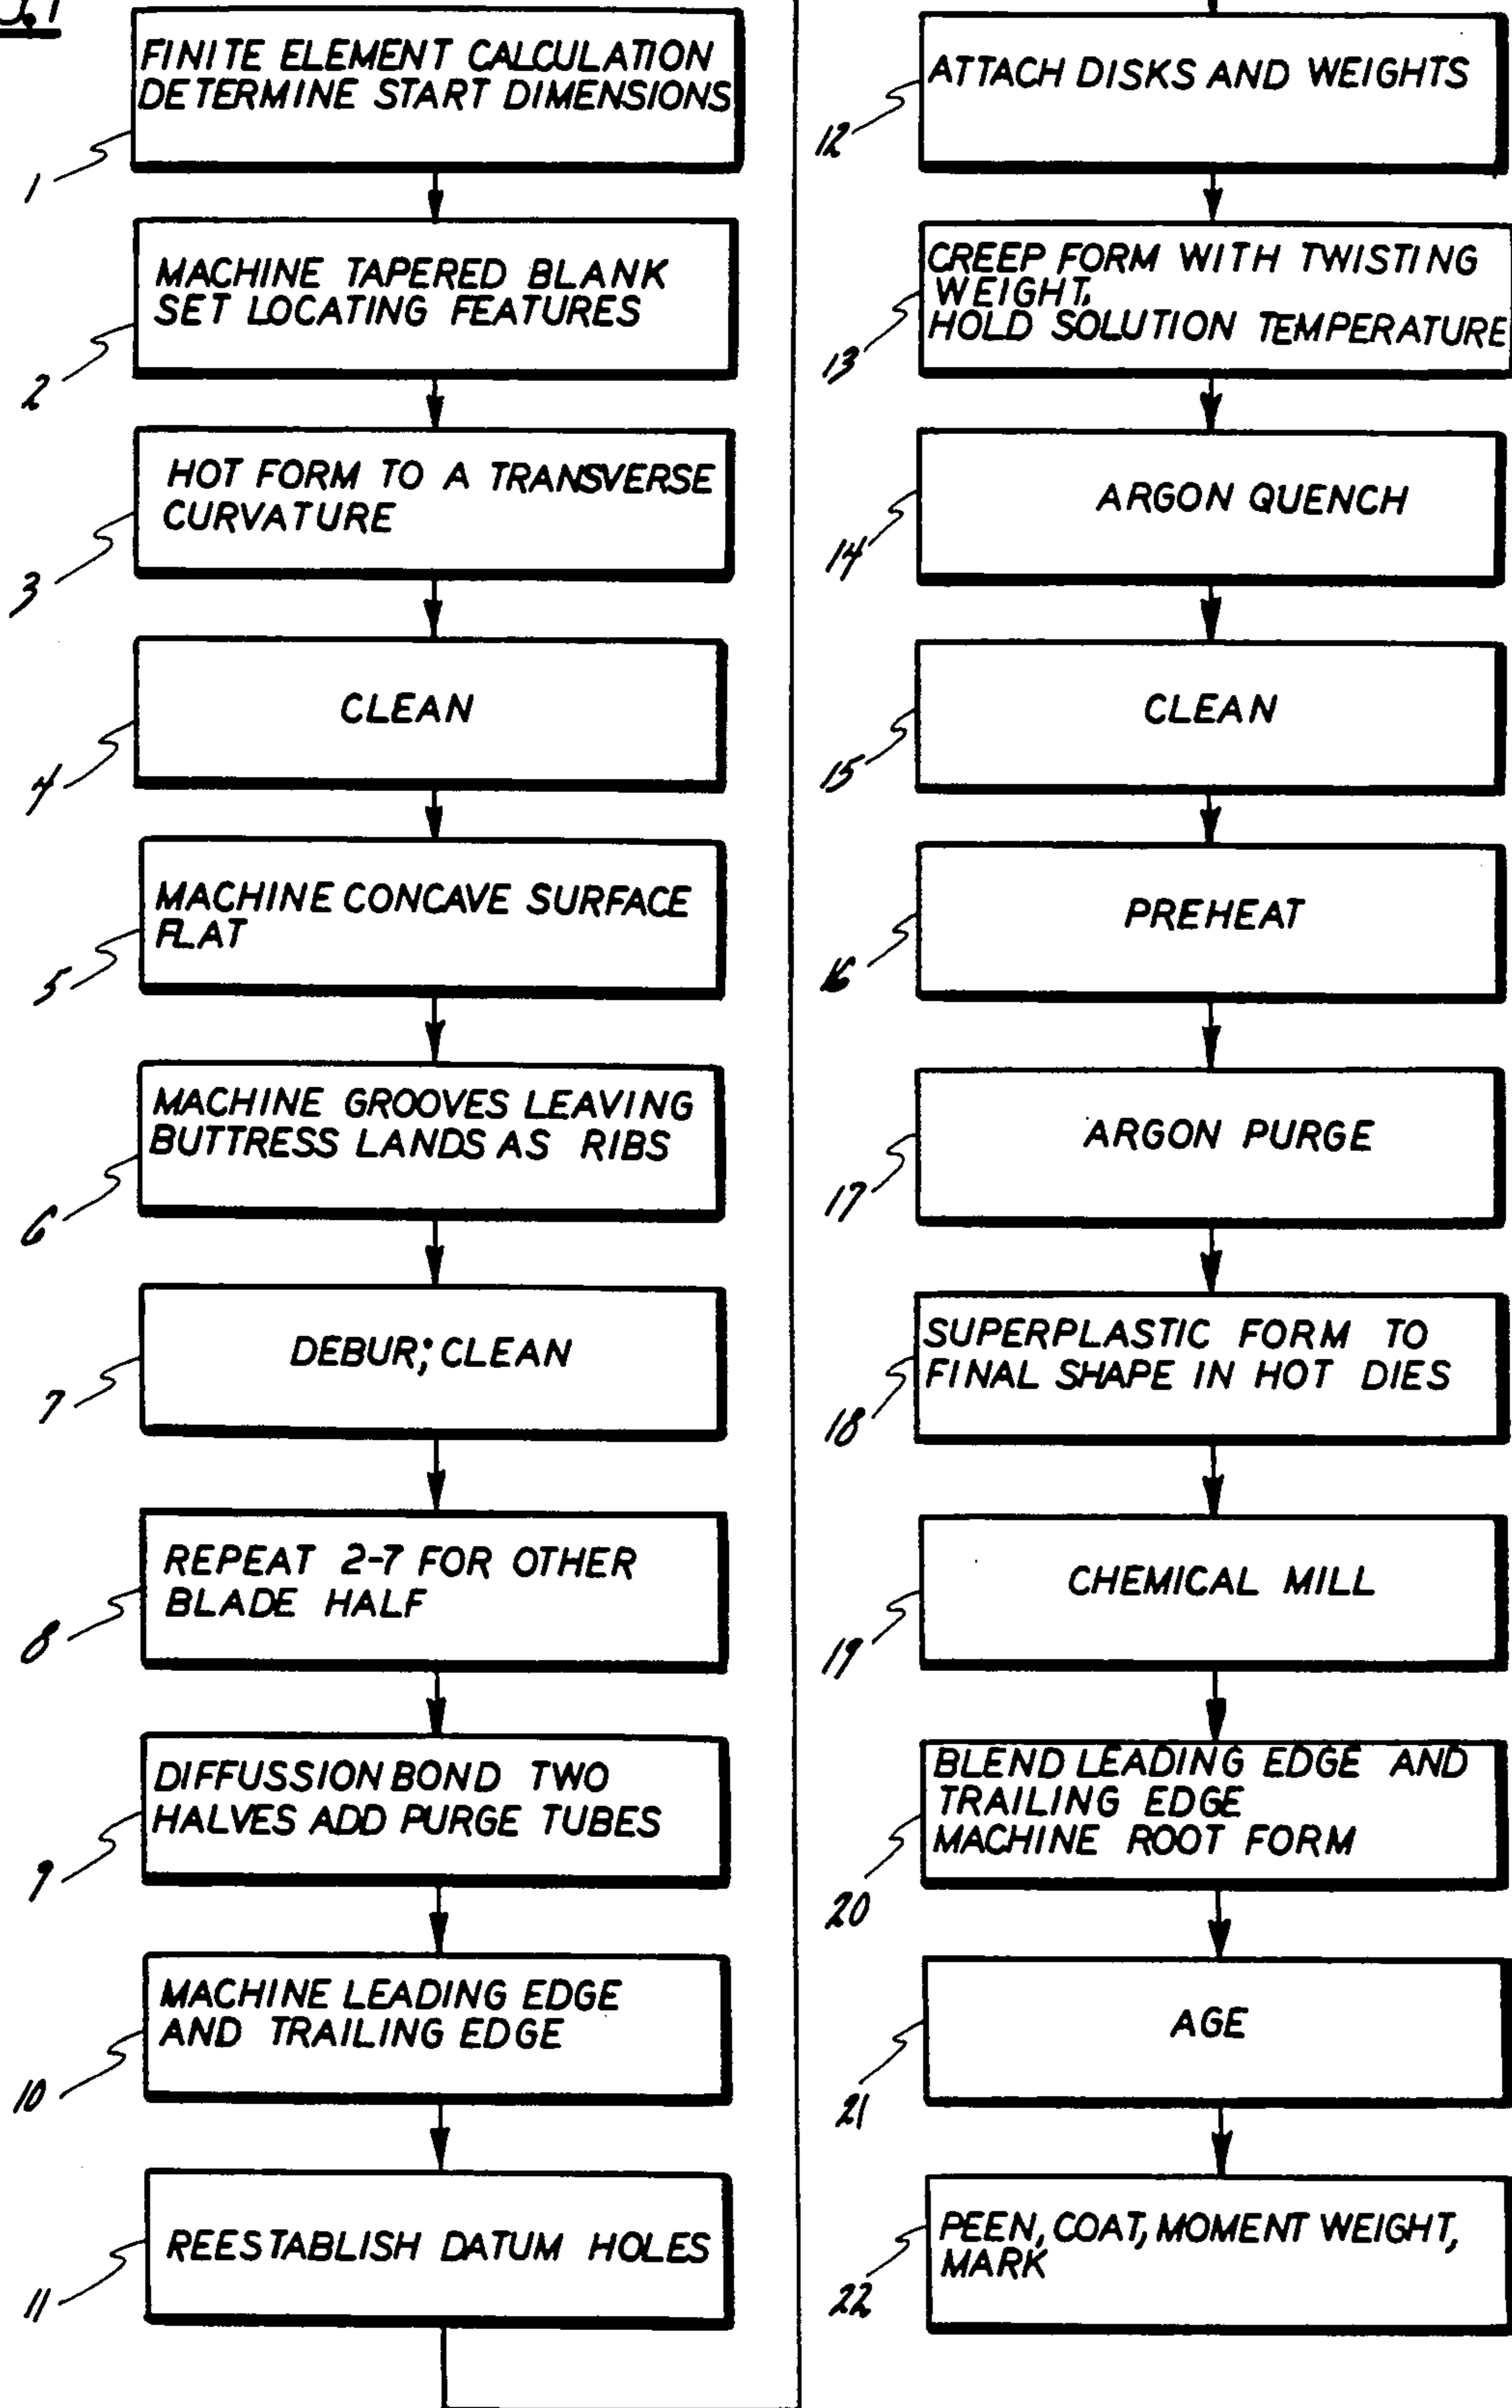 FINITE ELEMENT CALCULATION
DETERMINE START DIMENSIONS
1
MACHINE TAPERED BLANK
SET LOCATING FEATURES
2
HOT FORM TO A TRANSVERSE
CURVATURE
3
CLEAN
4
MACHINE CONCAVE SURFACE
FLAT
5
MACHINE GROOVES LEAVING
BUTTRESS LANDS AS RIBS
6
DEBUR; CLEAN
7
REPEAT 2-7 FOR OTHER
BLADE HALF
8
DIFFUSSION BOND TWO
HALVES ADD PURGE TUBES
9
MACHINE LEADING EDGE
AND TRAILING EDGE
10
REESTABLISH DATUM HOLES
11
ATTACH DISKS AND WEIGHTS
12
CREEP FORM WITH TWISTING
WEIGHT.
HOLD SOLUTION TEMPERATURE
13
ARGON QUENCH
14
CLEAN
15
PREHEAT
16
ARGON PURGE
17
SUPERPLASTIC FORM TO
FINAL SHAPE IN HOT DIES
18
CHEMICAL MILL
19
BLEND LEADING EDGE AND
TRAILING EDGE
MACHINE ROOT FORM
20
AGE
21
PEEN, COAT, MOMENT WEIGHT,
MARK
22